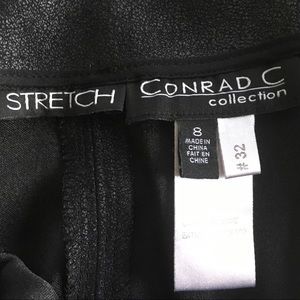 STRETCH
CONRAD C
collection
8
MADE IN
CHINA
FAIT EN
CHINE
# 32